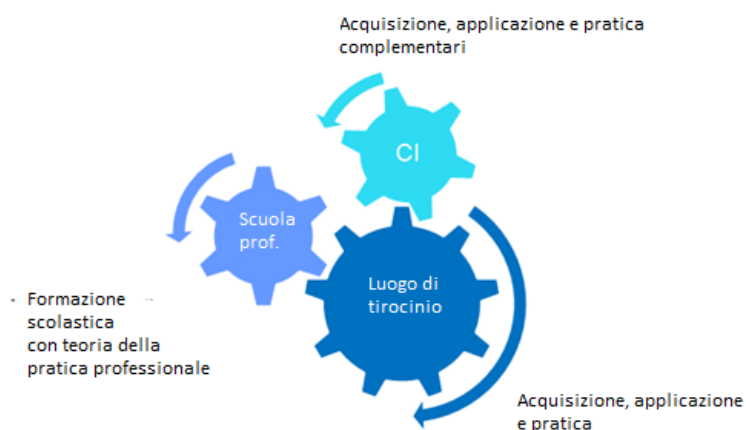 Acquisizione, applicazione e pratica
complementari
CI
Scuola
prof.
Luogo di
tirocinio
Formazione
scolastica
con teoria della
pratica professionale
Acquisizione, applicazione
e pratica